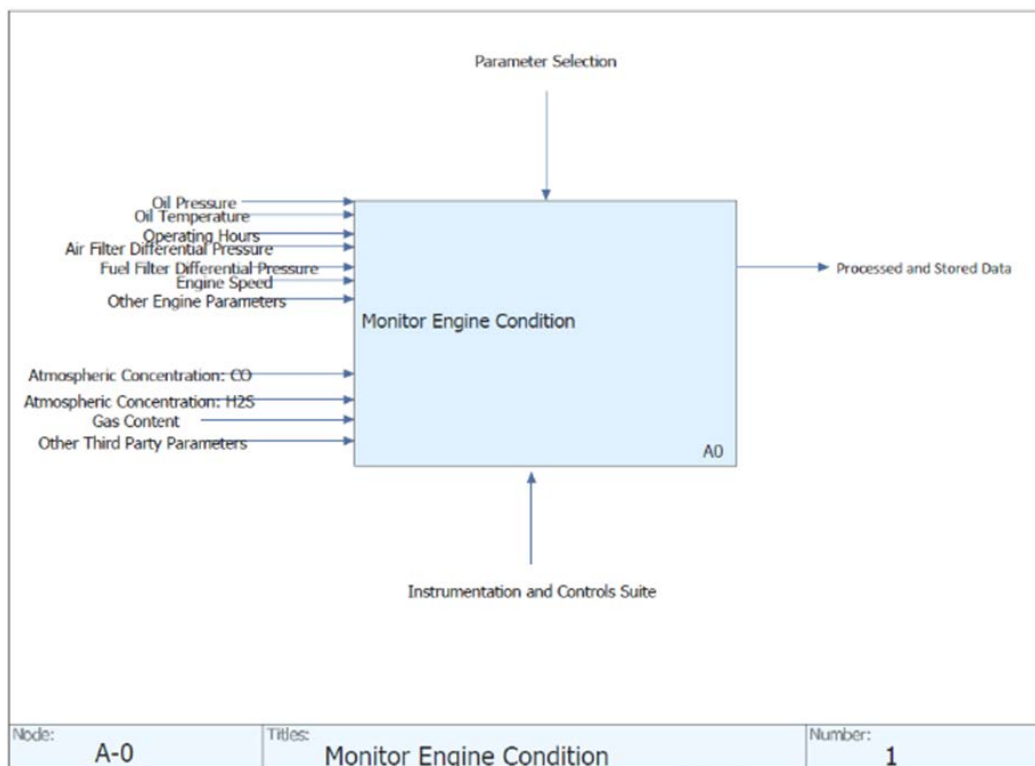 Parameter Selection
Oil Pressure
Oil Temperature
Operating Hours
Air Filter Differential Pressure
Fuel Filter Differential Pressure
Engine Speed
Other Engine Parameters
Processed and Stored Data
Monitor Engine Condition
Atmospheric Concentration: CO
Atmospheric Concentration: H2S
Gas Content
Other Third Party Parameters
A0
Instrumentation and Controls Suite
Node:
A-0
Titles:
Monitor Engine Condition
Number:
1